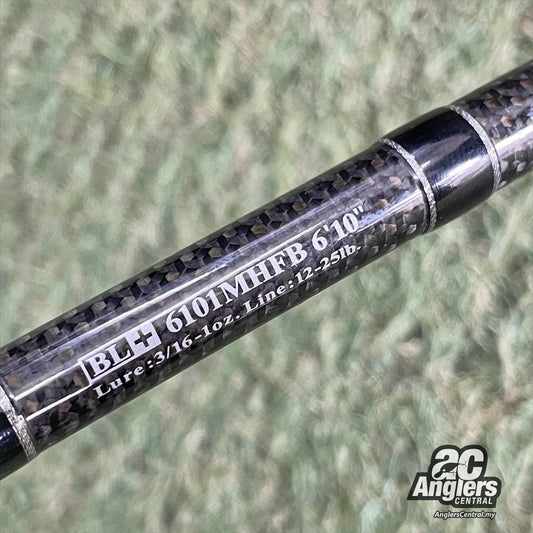 BL+ 6101MHFB 6'10"
Lure:3/16-1oz. Line:12-25lb.
AC
Anglers
CENTRAL
AnglersCentral.my